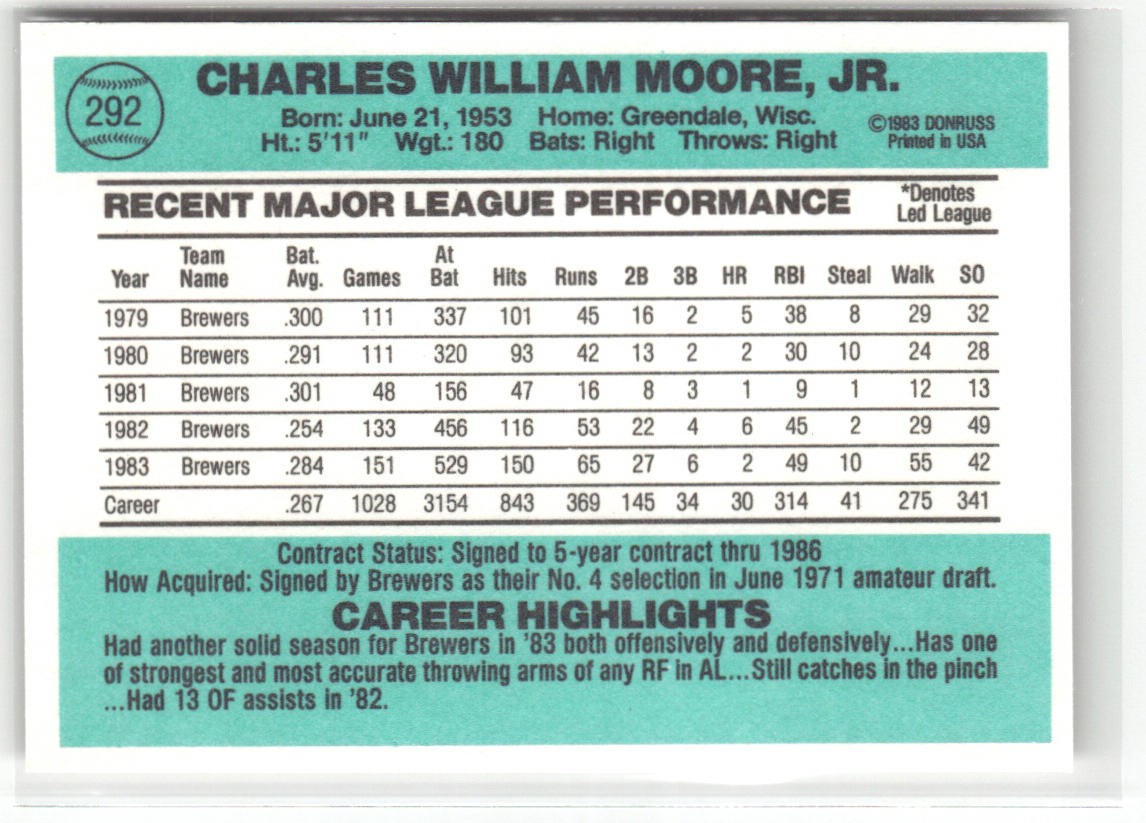 292
CHARLES WILLIAM MOORE, JR.
Born: June 21, 1953 Home: Greendale, Wisc.
Ht.: 5'11" Wgt.: 180 Bats: Right Throws: Right
©1983 DONRUSS
Printed in USA
RECENT MAJOR LEAGUE PERFORMANCE
*Denotes
Led League
Year Team Name Bat. Avg. Games At Bat Hits Runs 2B 3B HR RBI Steal Walk SO
1979 Brewers .300 111 337 101 45 16 2 5 38 8 29 32
1980 Brewers .291 111 320 93 42 13 2 2 30 10 24 28
1981 Brewers .301 48 156 47 16 8 3 1 9 1 12 13
1982 Brewers .254 133 456 116 53 22 4 6 45 2 29 49
1983 Brewers .284 151 529 150 65 27 6 2 49 10 55 42
Career .267 1028 3154 843 369 145 34 30 314 41 275 341
Contract Status: Signed to 5-year contract thru 1986
How Acquired: Signed by Brewers as their No. 4 selection in June 1971 amateur draft.
CAREER HIGHLIGHTS
Had another solid season for Brewers in '83 both offensively and defensively...Has one
of strongest and most accurate throwing arms of any RF in AL...Still catches in the pinch
...Had 13 OF assists in '82.